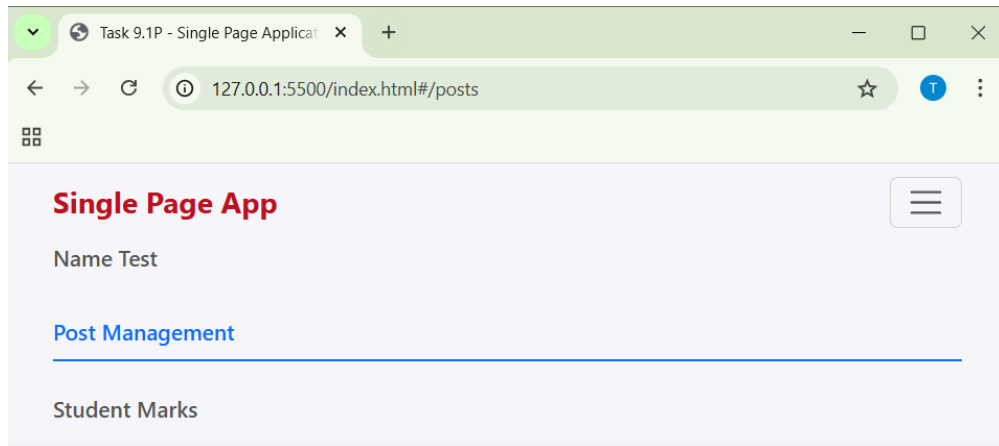 Task 9.1P - Single Page Applicat
127.0.0.1:5500/index.html#/posts
T
Single Page App
Name Test
Post Management
Student Marks